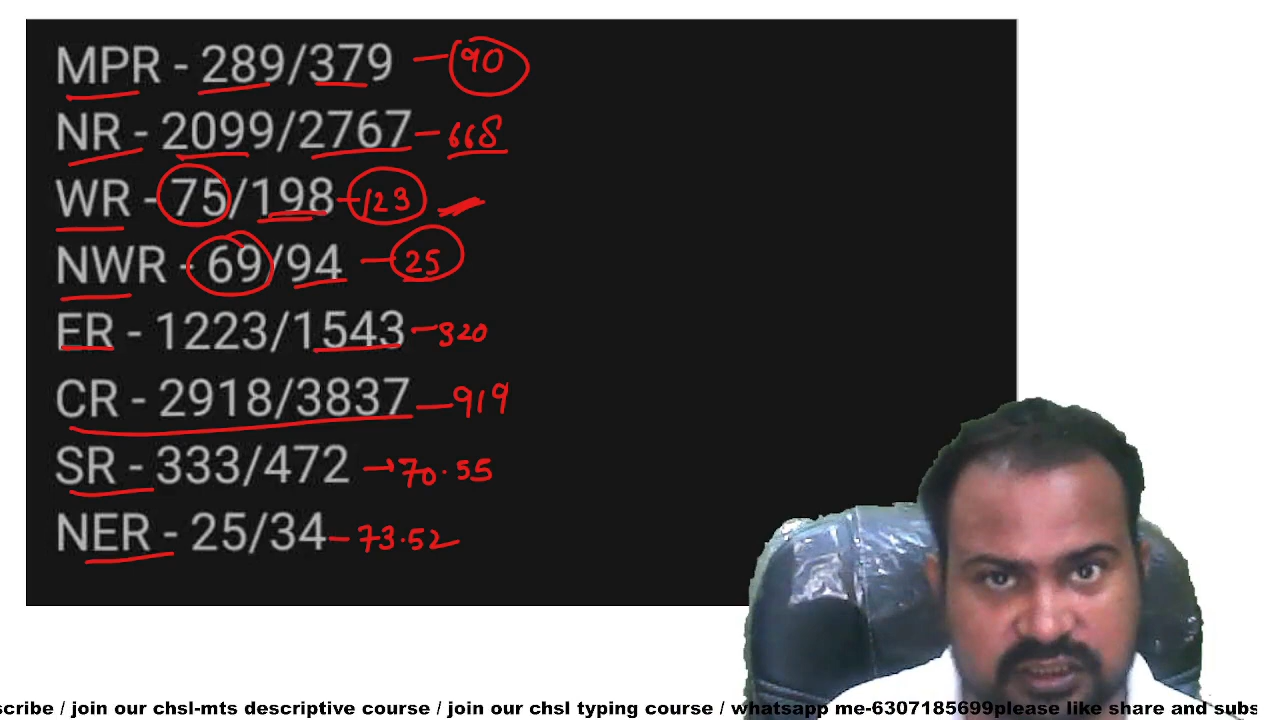 MPR - 289/379 - 90
NR - 2099/2767 - 668
WR - 75/198 - 123
NWR - 69/94 - 25
ER - 1223/1543 - 320
CR - 2918/3837 - 919
SR - 333/472 → 70.55
NER - 25/34 - 73.52
scribe / join our chsl-mts descriptive course / join our chsl typing course / whatsapp me-6307185699please like share and subs